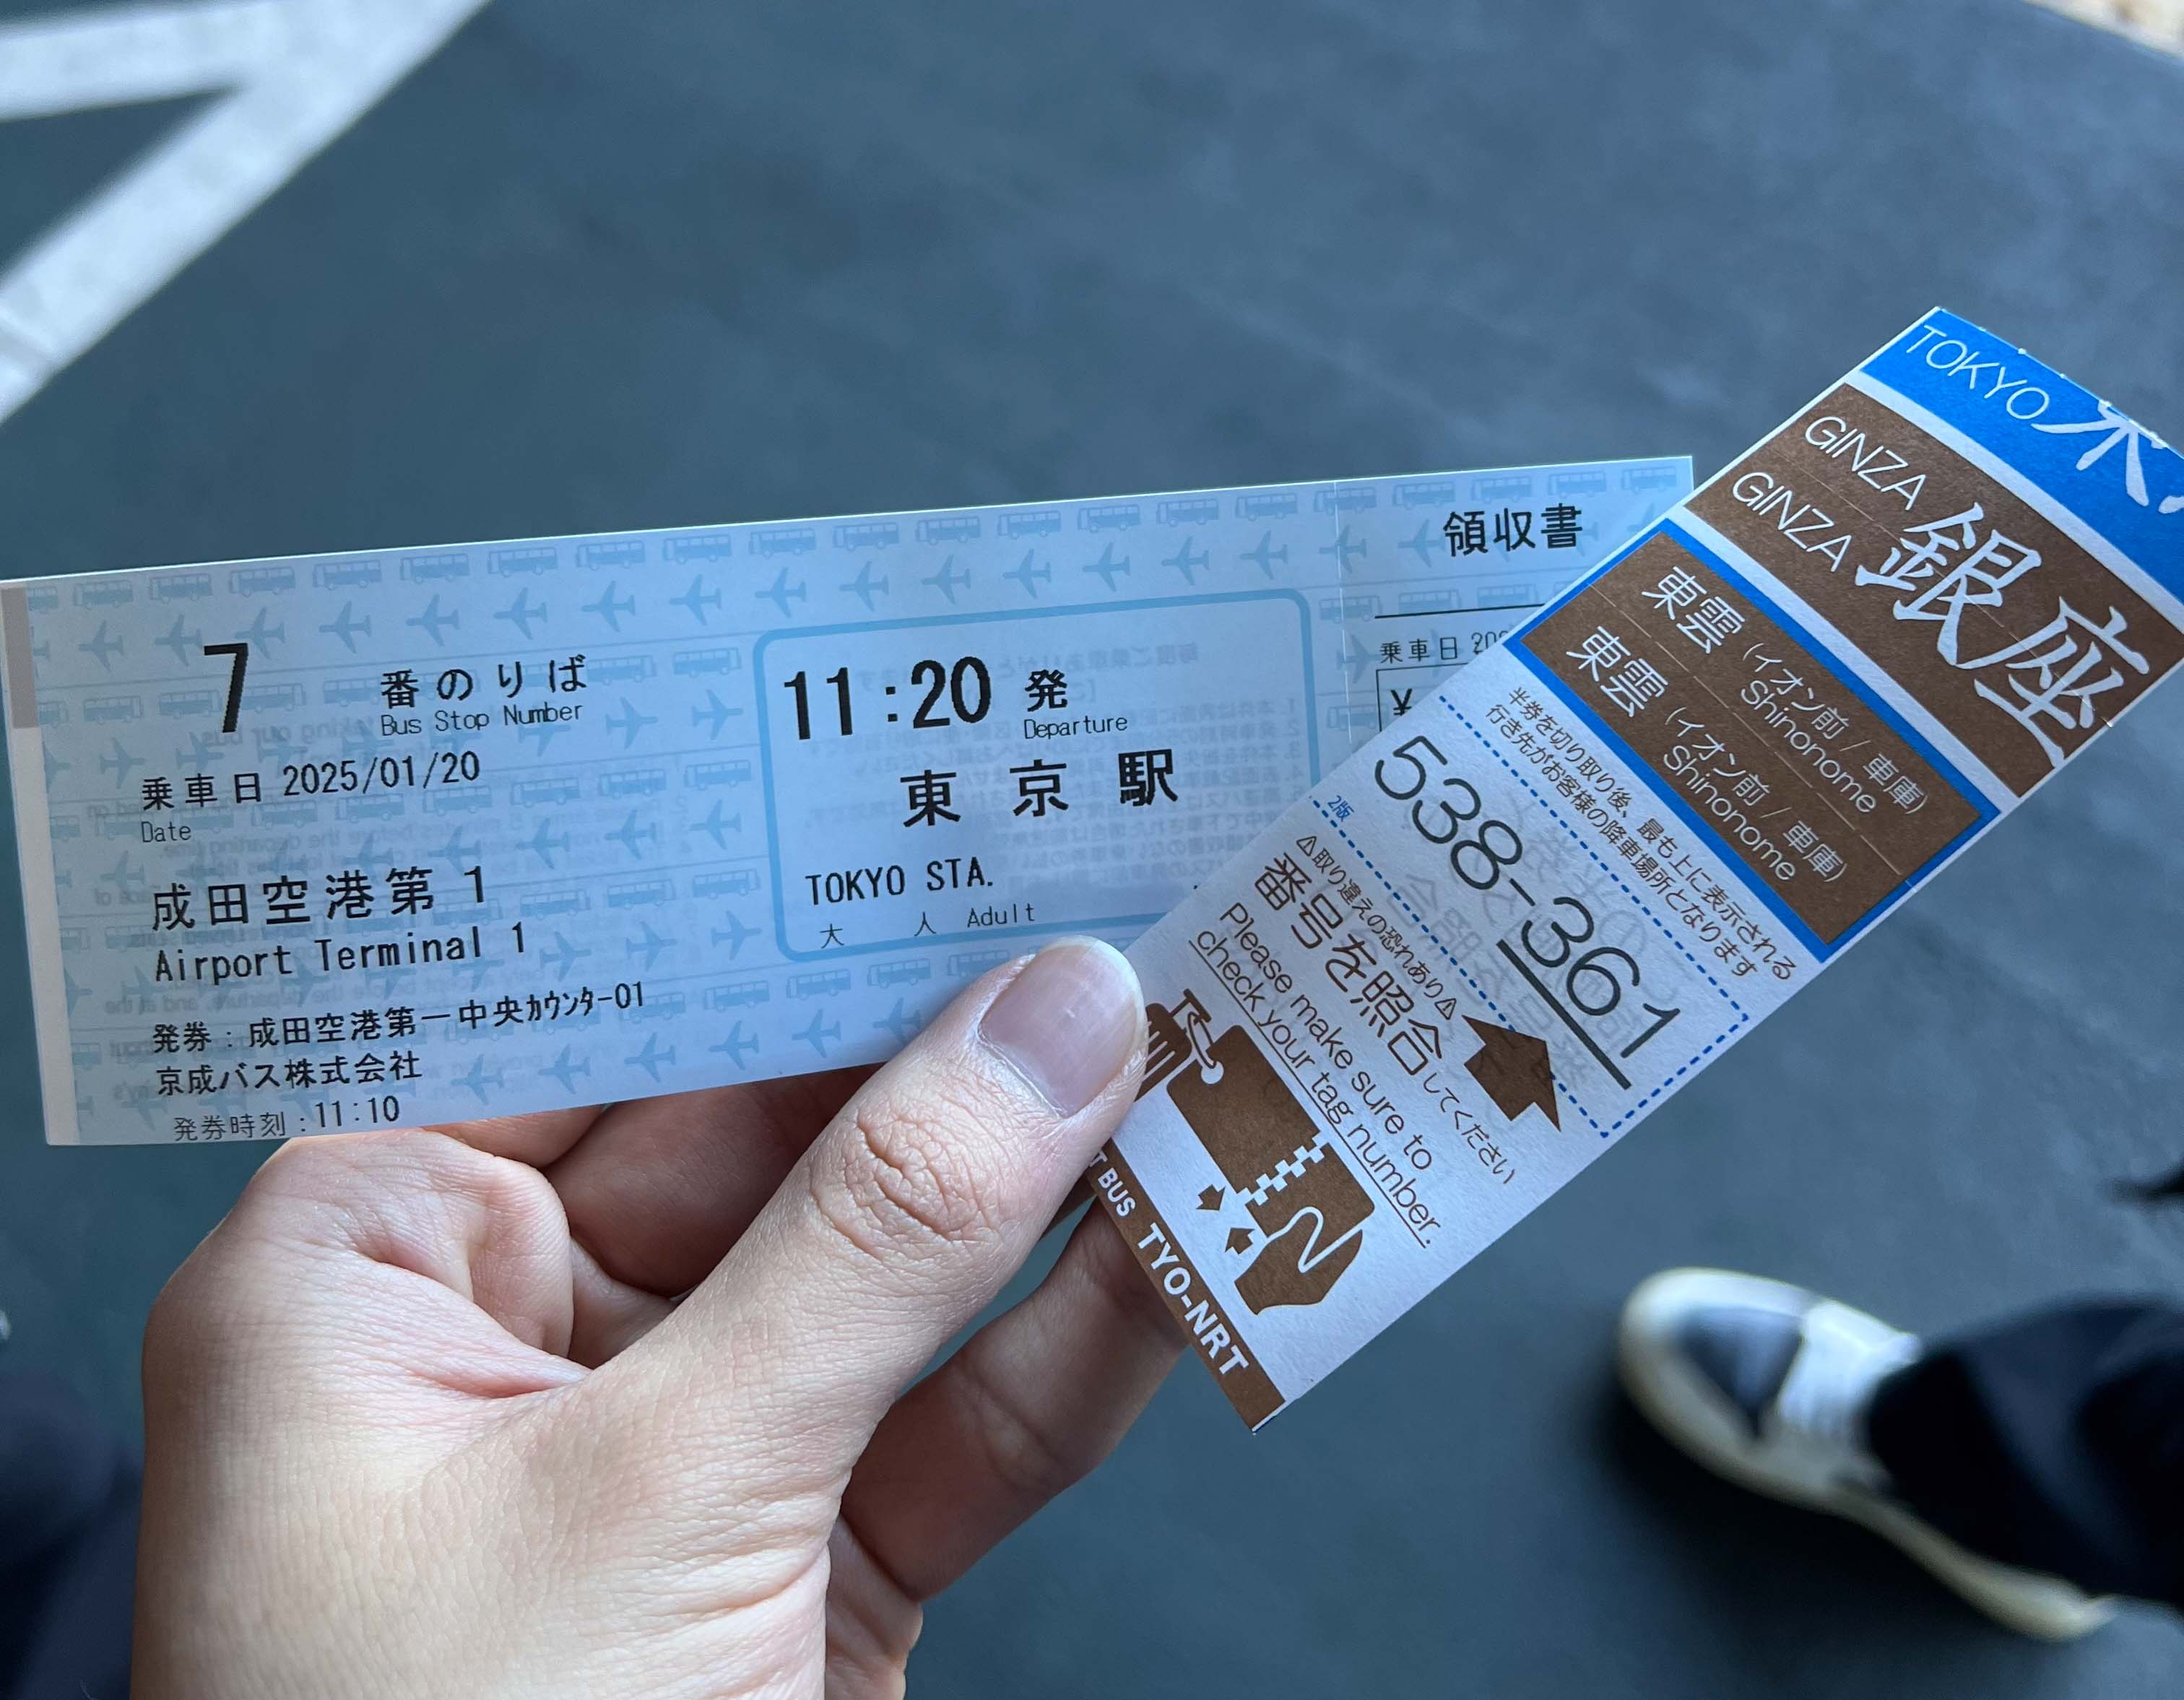 7 番のりば
Bus Stop Number
乗車日 2025/01/20
Date
成田空港第 1
Airport Terminal 1
発券:成田空港第一中央ｶｳﾝﾀｰ01
京成バス株式会社
発券時刻:11:10
11:20 発
Departure
東京駅
TOKYO STA.
大人 Adult
領収書
乗車日
¥
TOKYO
GINZA
GINZA
銀座
東雲 (イオン前 / 車庫)
Shinonome
東雲 (イオン前 / 車庫)
Shinonome
半券を切り取り後、最も上に表示される
行き先がお客様の降車場所となります
538-361
2版
⚠取り違えの恐れあり⚠
番号を照合してください
Please make sure to
check your tag number.
BUS TYO-NRT